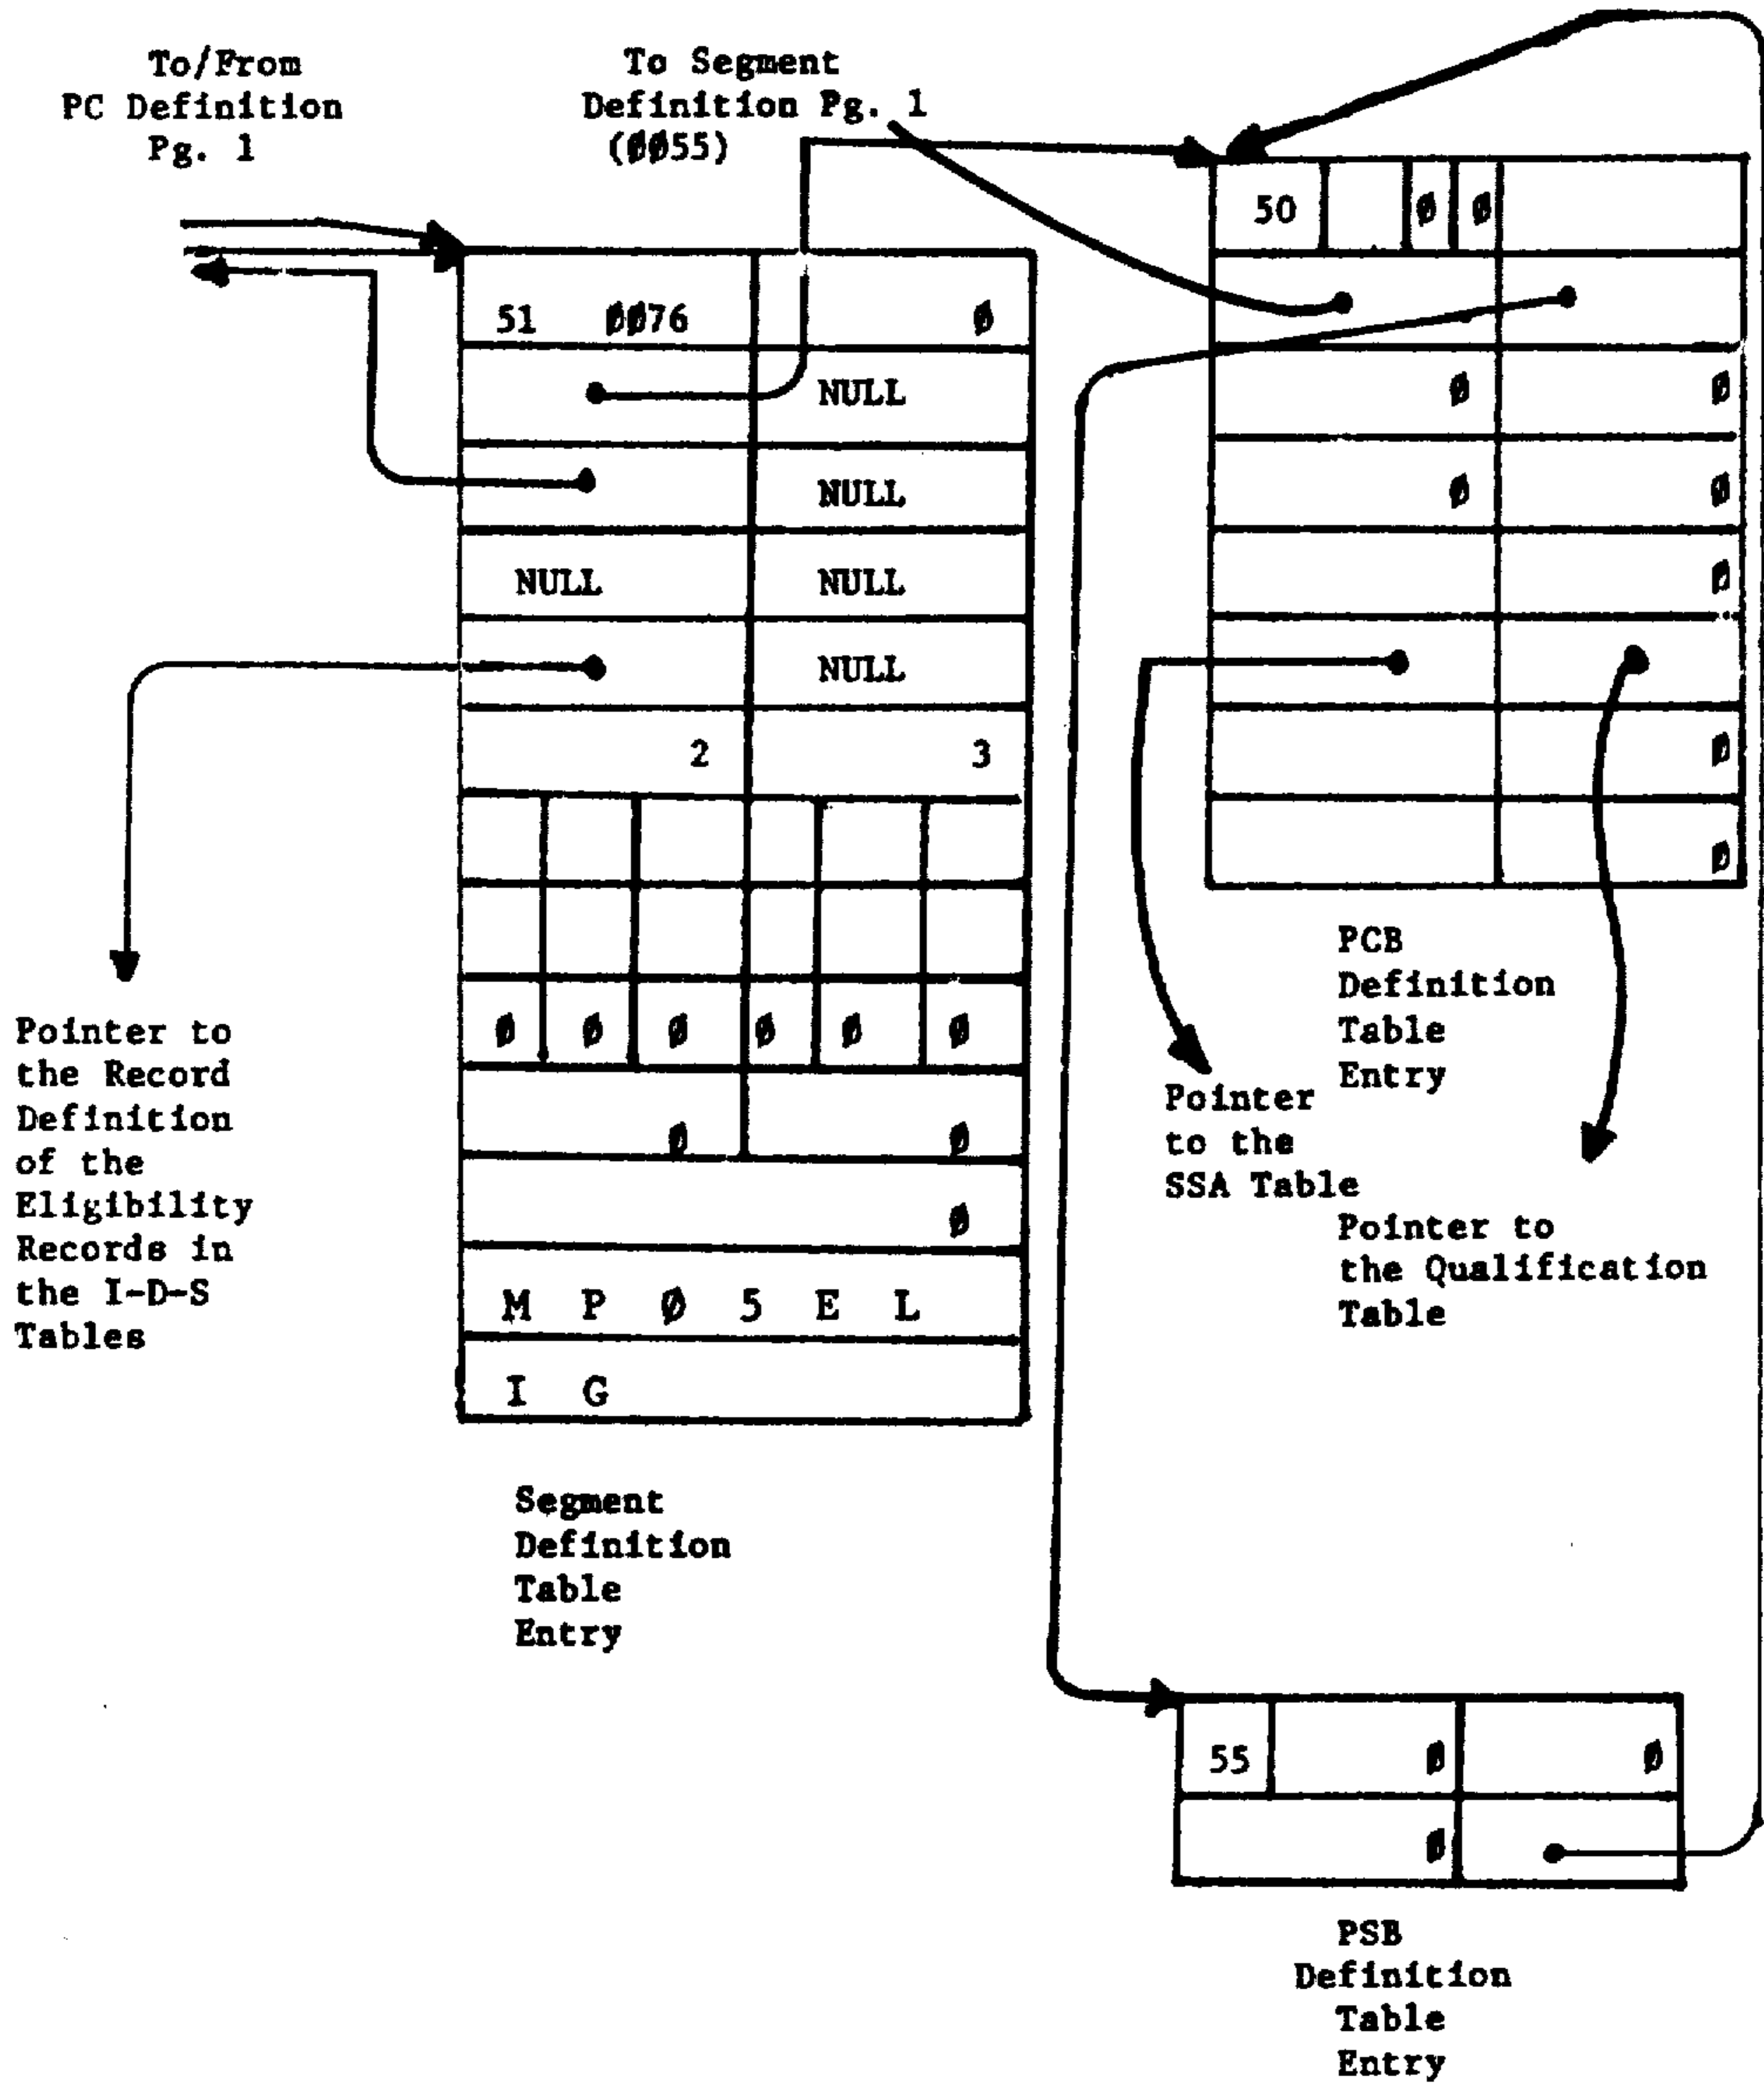 To/From
PC Definition
Pg. 1
To Segment
Definition Pg. 1
(ØØ55)
51 ØØ76 Ø
NULL
NULL
NULL NULL
NULL
2 3
Ø Ø Ø Ø Ø Ø
Ø Ø
Ø
M P Ø 5 E L
I G
Segment
Definition
Table
Entry
Pointer to
the Record
Definition
of the
Eligibility
Records in
the I-D-S
Tables
50 Ø Ø
Ø Ø
Ø Ø
Ø
Ø
Ø
PCB
Definition
Table
Entry
Pointer
to the
SSA Table
Pointer to
the Qualification
Table
55 Ø Ø
Ø
PSB
Definition
Table
Entry